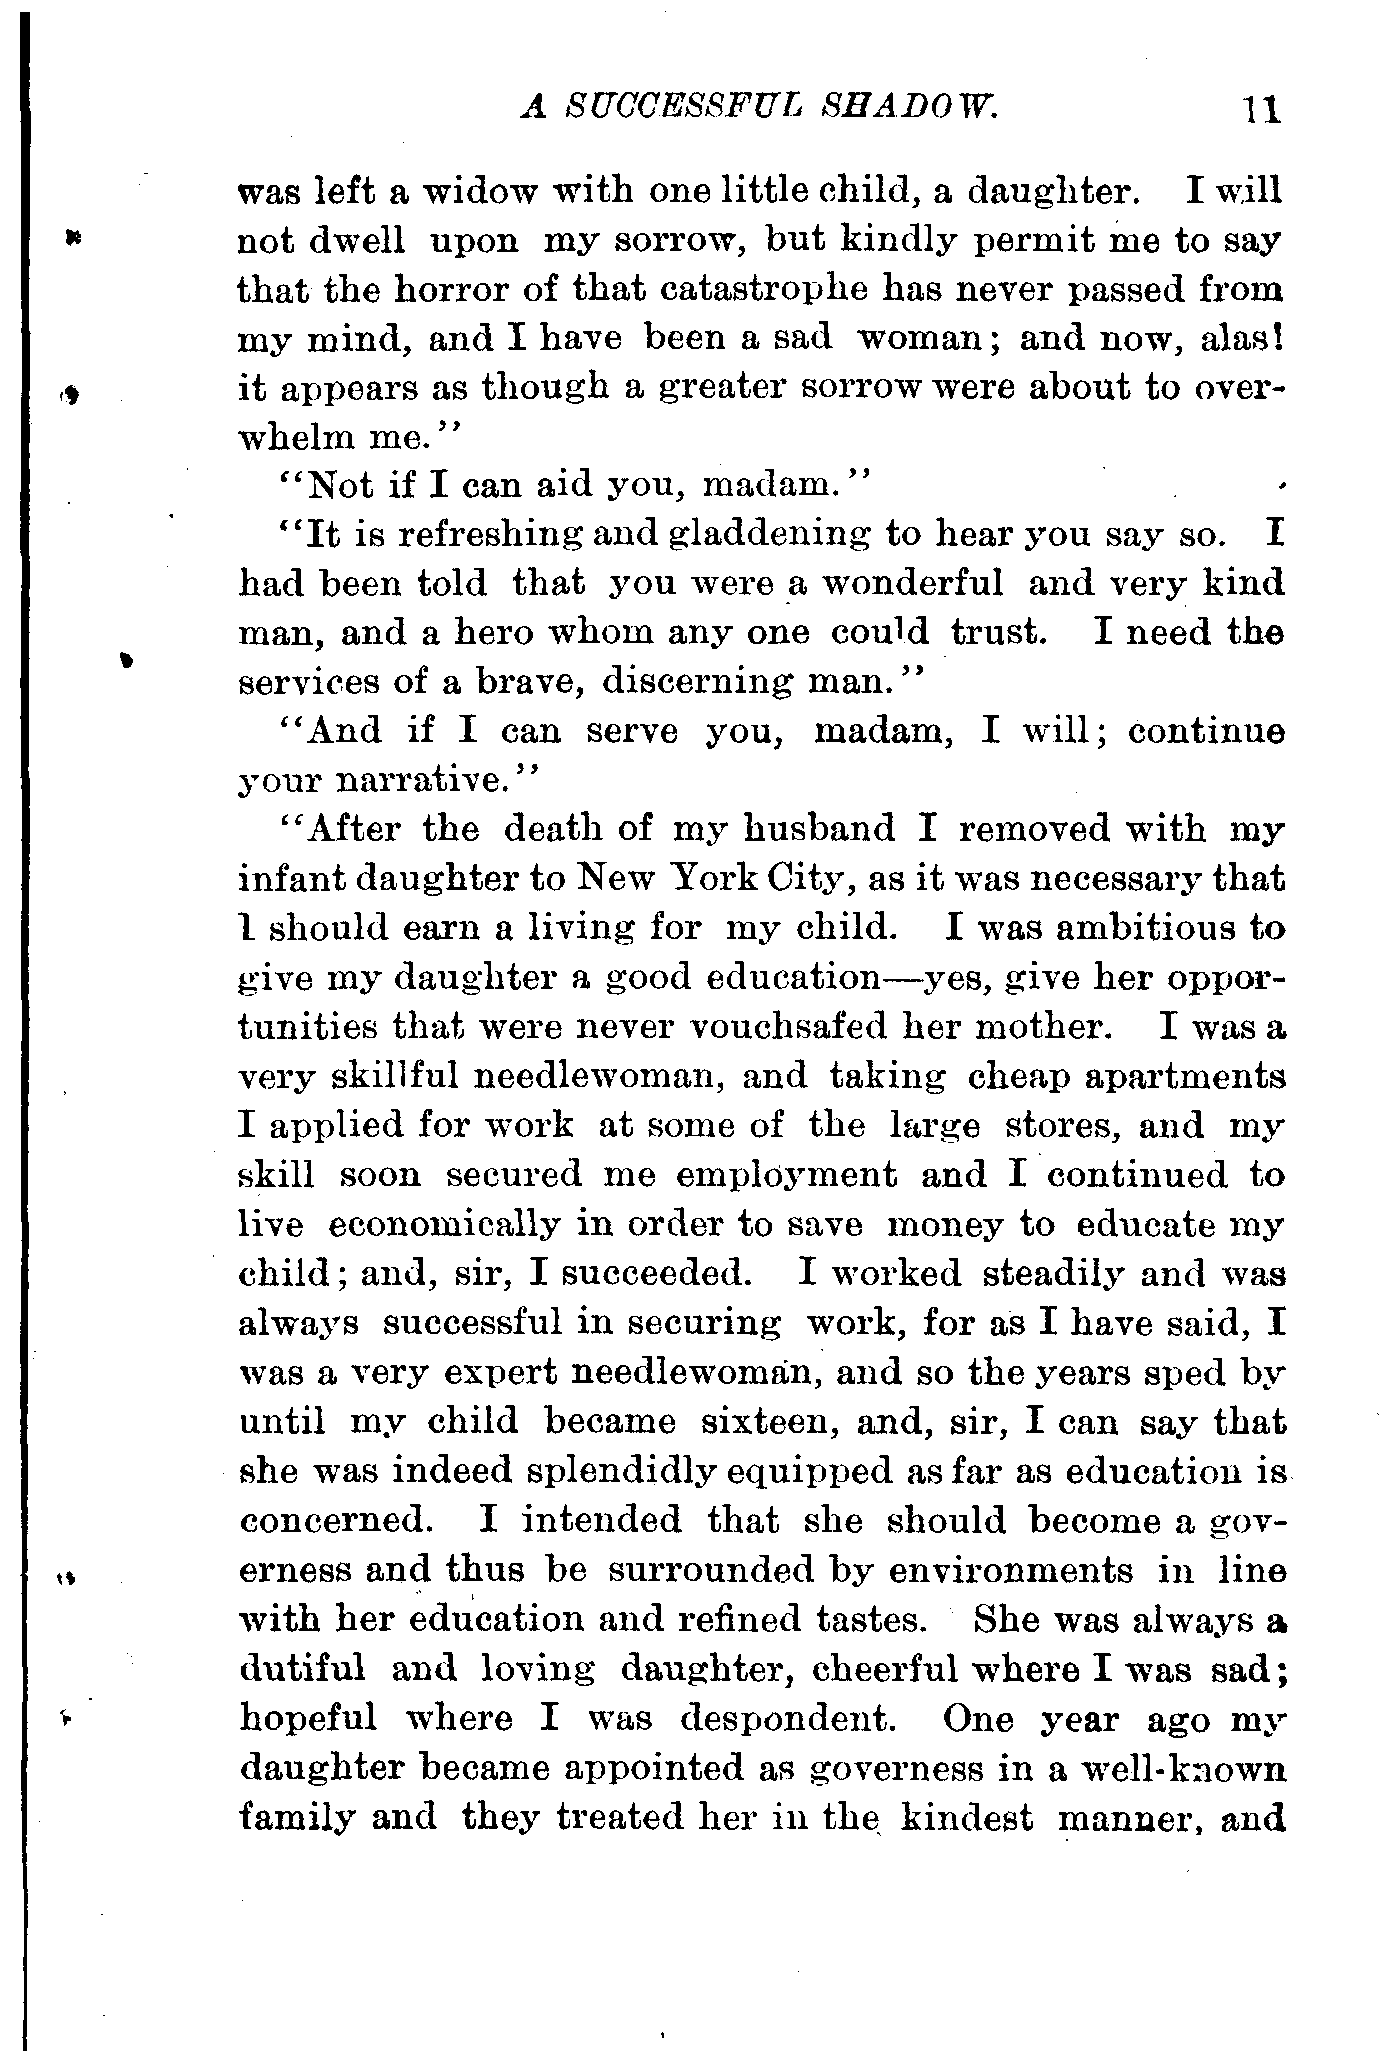 A SUCCESSFUL SHADOW. 11
was left a widow with one little child, a daughter. I will
not dwell upon my sorrow, but kindly permit me to say
that the horror of that catastrophe has never passed from
my mind, and I have been a sad woman; and now, alas!
it appears as though a greater sorrow were about to over-
whelm me."
"Not if I can aid you, madam."
"It is refreshing and gladdening to hear you say so. I
had been told that you were a wonderful and very kind
man, and a hero whom any one could trust. I need the
services of a brave, discerning man."
"And if I can serve you, madam, I will; continue
your narrative."
"After the death of my husband I removed with my
infant daughter to New York City, as it was necessary that
I should earn a living for my child. I was ambitious to
give my daughter a good education—yes, give her oppor-
tunities that were never vouchsafed her mother. I was a
very skillful needlewoman, and taking cheap apartments
I applied for work at some of the large stores, and my
skill soon secured me employment and I continued to
live economically in order to save money to educate my
child; and, sir, I succeeded. I worked steadily and was
always successful in securing work, for as I have said, I
was a very expert needlewoman, and so the years sped by
until my child became sixteen, and, sir, I can say that
she was indeed splendidly equipped as far as education is
concerned. I intended that she should become a gov-
erness and thus be surrounded by environments in line
with her education and refined tastes. She was always a
dutiful and loving daughter, cheerful where I was sad;
hopeful where I was despondent. One year ago my
daughter became appointed as governess in a well-known
family and they treated her in the kindest manner, and